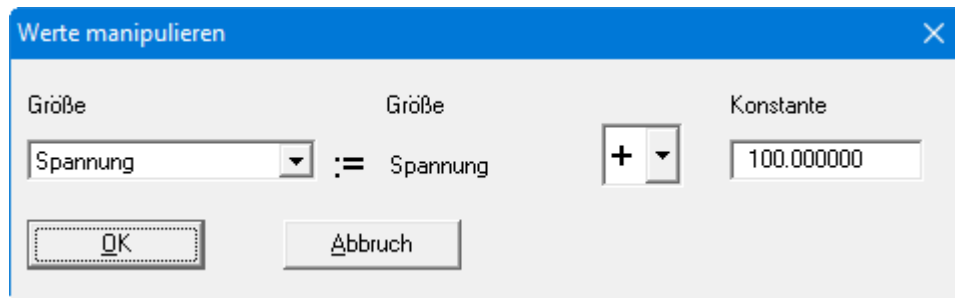 Werte manipulieren
Größe Größe Konstante
Spannung := Spannung + 100.000000
OK Abbruch